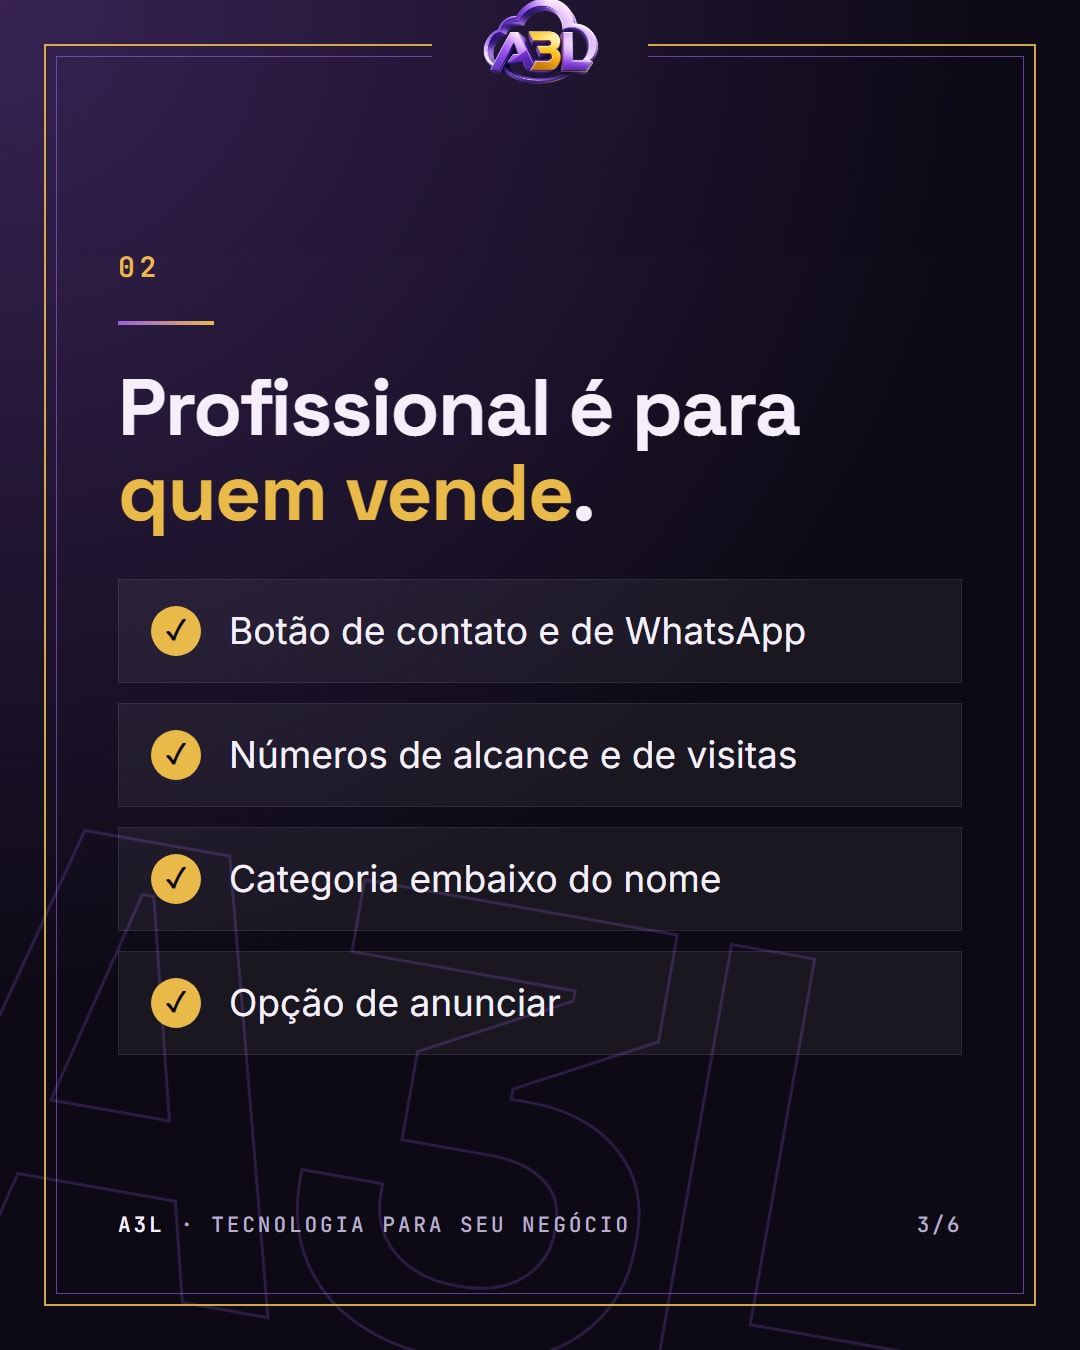 A3L
02
Profissional é para
quem vende.
✓ Botão de contato e de WhatsApp
✓ Números de alcance e de visitas
✓ Categoria embaixo do nome
✓ Opção de anunciar
A3L
A3L · TECNOLOGIA PARA SEU NEGÓCIO
3/6